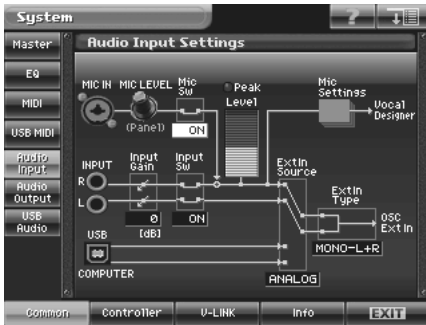 System
?
Master
EQ
MIDI
USB MIDI
Audio
Input
Audio
Output
USB
Audio
Audio Input Settings
MIC IN
MIC LEVEL
(Panel)
Mic
Sw
ON
Peak
Level
Mic
Settings
Vocal
Designer
INPUT
R
L
Input
Gain
0
[dB]
Input
Sw
ON
ExtIn
Source
ANALOG
ExtIn
Type
MONO-L+R
OSC
Ext In
USB
COMPUTER
Common
Controller
V-LINK
Info
EXIT